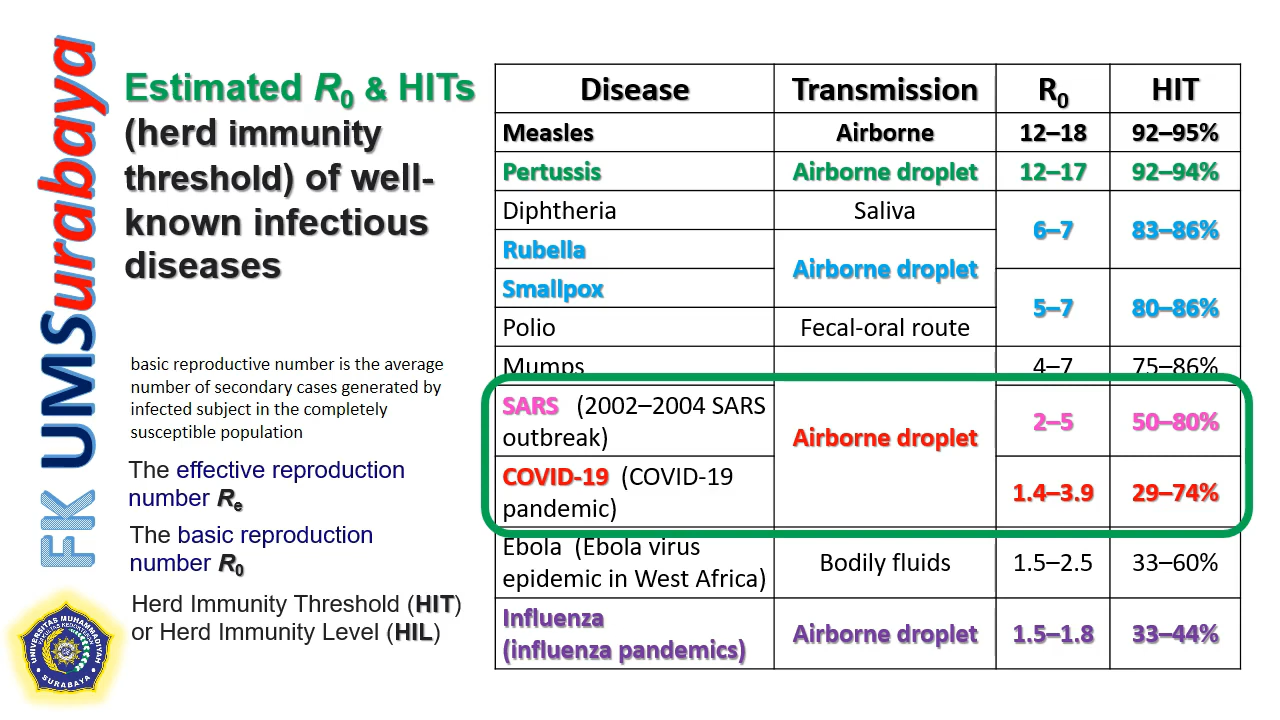 FK UMSurabaya
Estimated R0 & HITs
(herd immunity
threshold) of well-
known infectious
diseases
basic reproductive number is the average
number of secondary cases generated by
infected subject in the completely
susceptible population
The effective reproduction
number Re
The basic reproduction
number R0
Herd Immunity Threshold (HIT)
or Herd Immunity Level (HIL)
UNIVERSITAS MUHAMMADIYAH
FAKULTAS KEDOKTERAN
SURABAYA
Disease Transmission R0 HIT
Measles Airborne 12–18 92–95%
Pertussis Airborne droplet 12–17 92–94%
Diphtheria Saliva
6–7 83–86%
Rubella
Airborne droplet
Smallpox
5–7 80–86%
Polio Fecal-oral route
Mumps 4–7 75–86%
SARS (2002–2004 SARS
outbreak)
2–5 50–80%
Airborne droplet
COVID-19 (COVID-19
pandemic)
1.4–3.9 29–74%
Ebola (Ebola virus
epidemic in West Africa)
Bodily fluids 1.5–2.5 33–60%
Influenza
(influenza pandemics)
Airborne droplet 1.5–1.8 33–44%